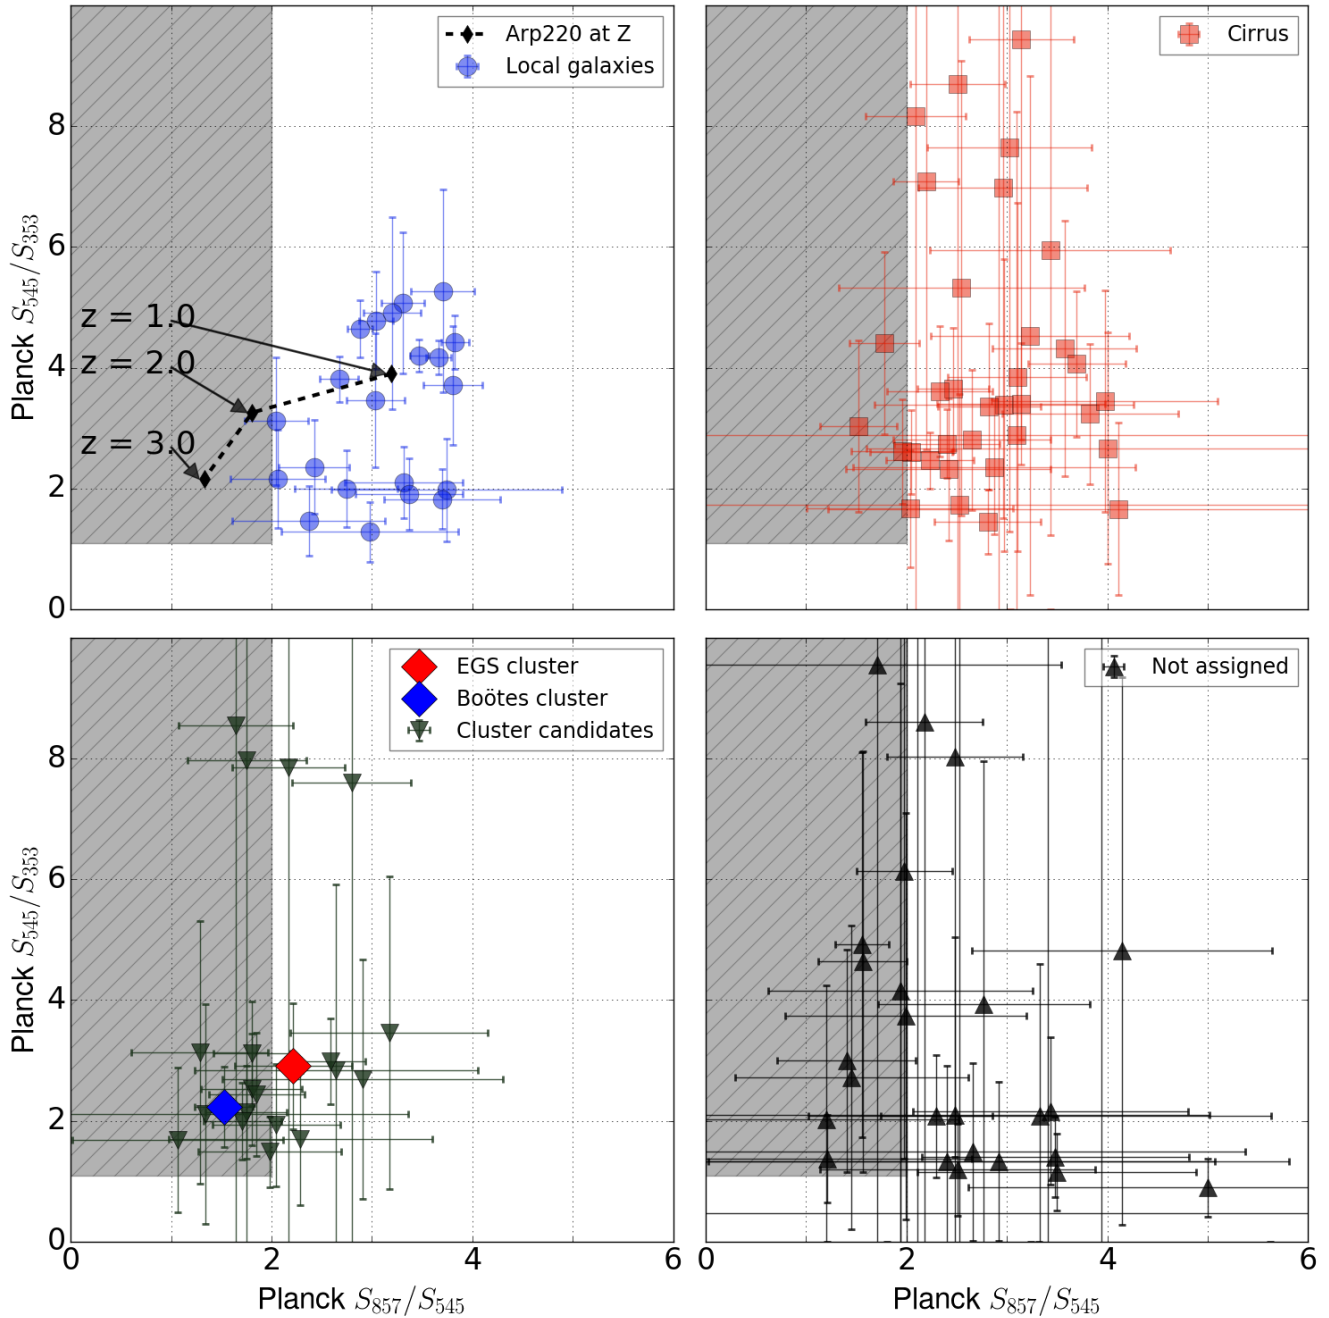 Arp220 at Z
Local galaxies
Cirrus
8
6
4
2
0
Planck S545/S353
z = 1.0
z = 2.0
z = 3.0
EGS cluster
Boötes cluster
Cluster candidates
Not assigned
8
6
4
2
0
Planck S545/S353
0 2 4 6
0 2 4 6
Planck S857/S545
Planck S857/S545